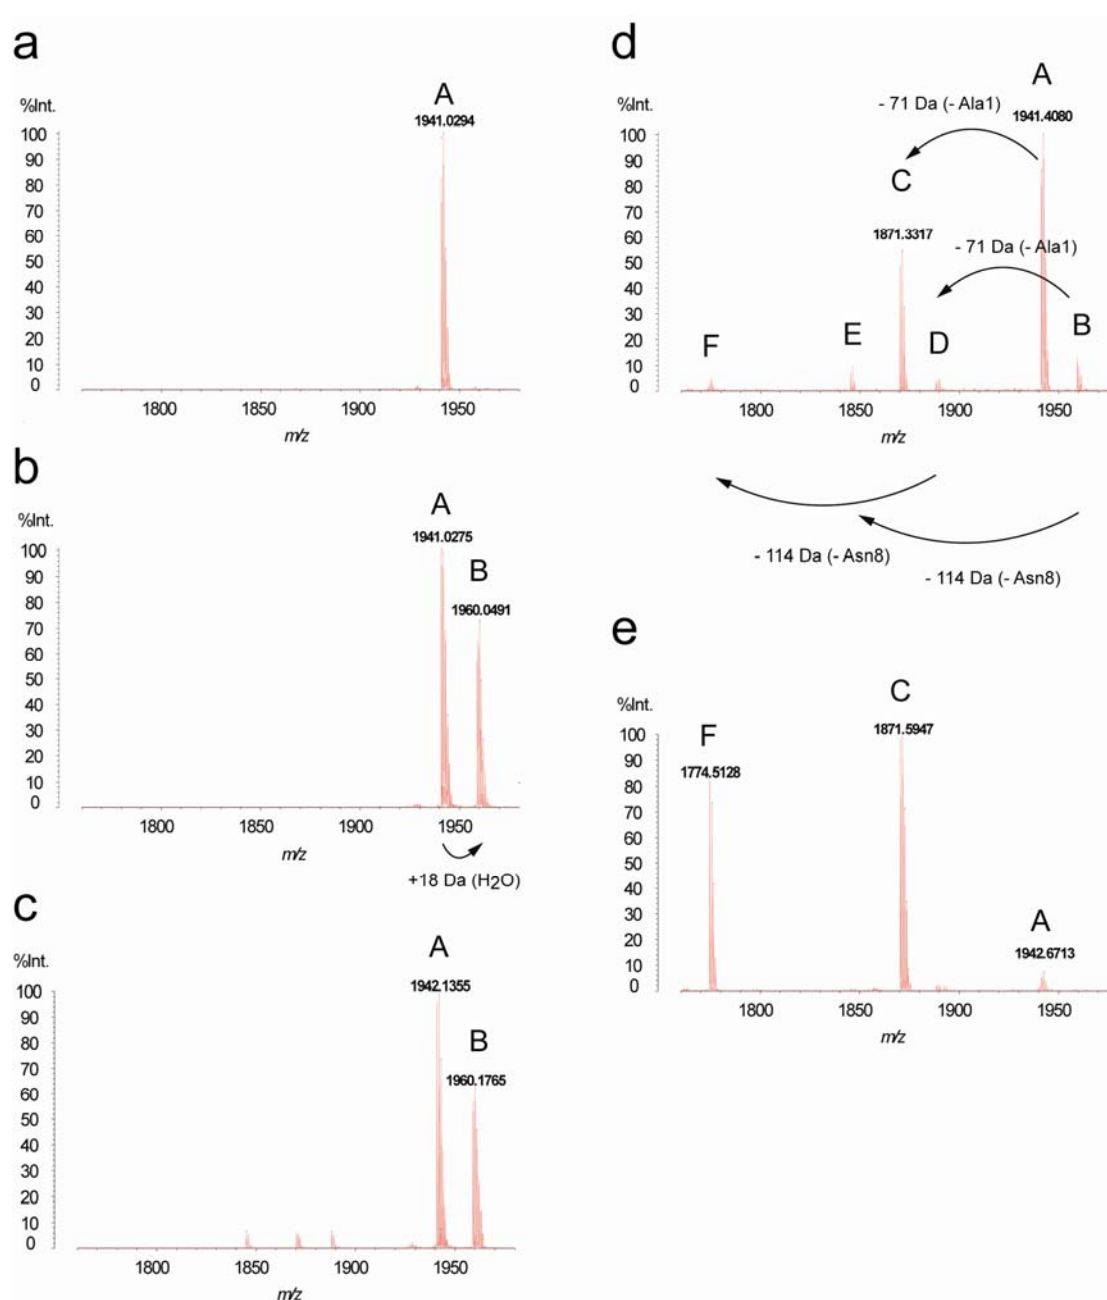 a
A
%Int.
1941.0294
100
90
80
70
60
50
40
30
20
10
0
1800 1850 1900 1950
m/z
b
A
%Int.
1941.0275
B
1960.0491
100
90
80
70
60
50
40
30
20
10
0
1800 1850 1900 1950
m/z
+18 Da (H2O)
c
A
%Int.
1942.1355
B
1960.1765
100
90
80
70
60
50
40
30
20
10
0
1800 1850 1900 1950
m/z
d
A
- 71 Da (- Ala1)
%Int.
1941.4080
C
1871.3317
- 71 Da (- Ala1)
F E D B
100
90
80
70
60
50
40
30
20
10
0
1800 1850 1900 1950
m/z
- 114 Da (- Asn8)
- 114 Da (- Asn8)
e
C
%Int.
1871.5947
F
1774.5128
A
1942.6713
100
90
80
70
60
50
40
30
20
10
0
1800 1850 1900 1950
m/z